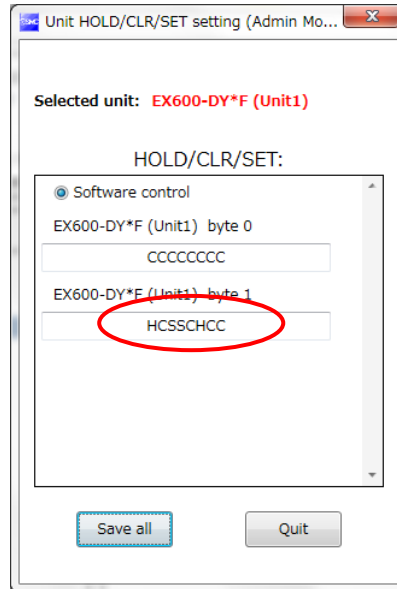 Unit HOLD/CLR/SET setting (Admin Mo...
Selected unit: EX600-DY*F (Unit1)
HOLD/CLR/SET:
Software control
EX600-DY*F (Unit1) byte 0
CCCCCCCC
EX600-DY*F (Unit1) byte 1
HCSSCHCC
Save all Quit